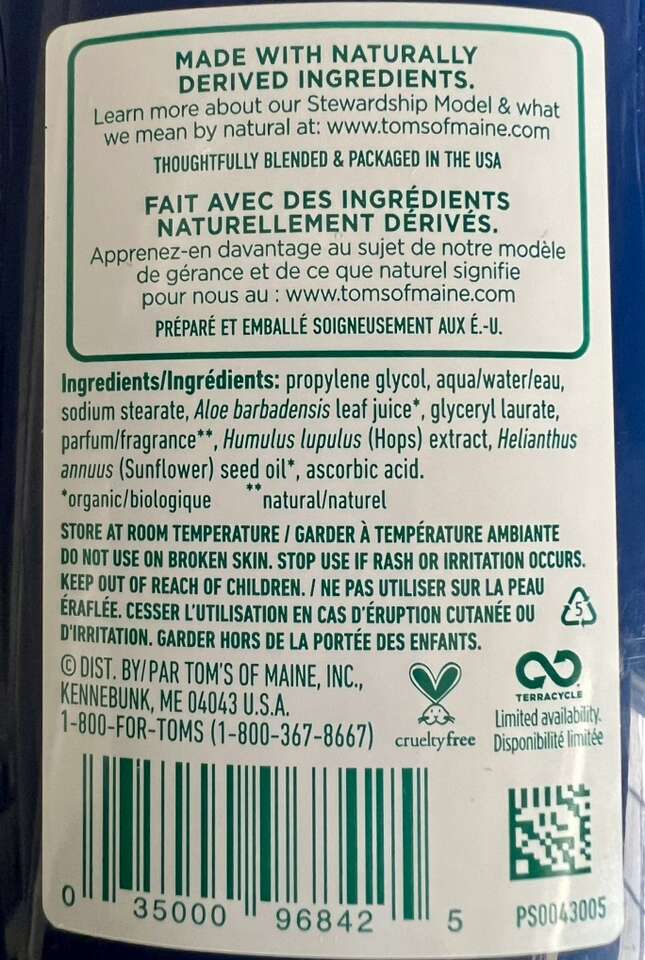 MADE WITH NATURALLY
DERIVED INGREDIENTS.
Learn more about our Stewardship Model & what
we mean by natural at: www.tomsofmaine.com
THOUGHTFULLY BLENDED & PACKAGED IN THE USA
FAIT AVEC DES INGRÉDIENTS
NATURELLEMENT DÉRIVÉS.
Apprenez-en davantage au sujet de notre modèle
de gérance et de ce que naturel signifie
pour nous au : www.tomsofmaine.com
PRÉPARÉ ET EMBALLÉ SOIGNEUSEMENT AUX É.-U.
Ingredients/Ingrédients: propylene glycol, aqua/water/eau,
sodium stearate, Aloe barbadensis leaf juice*, glyceryl laurate,
parfum/fragrance**, Humulus lupulus (Hops) extract, Helianthus
annuus (Sunflower) seed oil*, ascorbic acid.
*organic/biologique **natural/naturel
STORE AT ROOM TEMPERATURE / GARDER À TEMPÉRATURE AMBIANTE
DO NOT USE ON BROKEN SKIN. STOP USE IF RASH OR IRRITATION OCCURS.
KEEP OUT OF REACH OF CHILDREN. / NE PAS UTILISER SUR LA PEAU
ÉRAFLÉE. CESSER L'UTILISATION EN CAS D'ÉRUPTION CUTANÉE OU
D'IRRITATION. GARDER HORS DE LA PORTÉE DES ENFANTS.
5
© DIST. BY/PAR TOM'S OF MAINE, INC.,
KENNEBUNK, ME 04043 U.S.A.
1-800-FOR-TOMS (1-800-367-8667)
crueltyfree
TERRACYCLE
Limited availability.
Disponibilité limitée
0 35000 96842 5
PS0043005